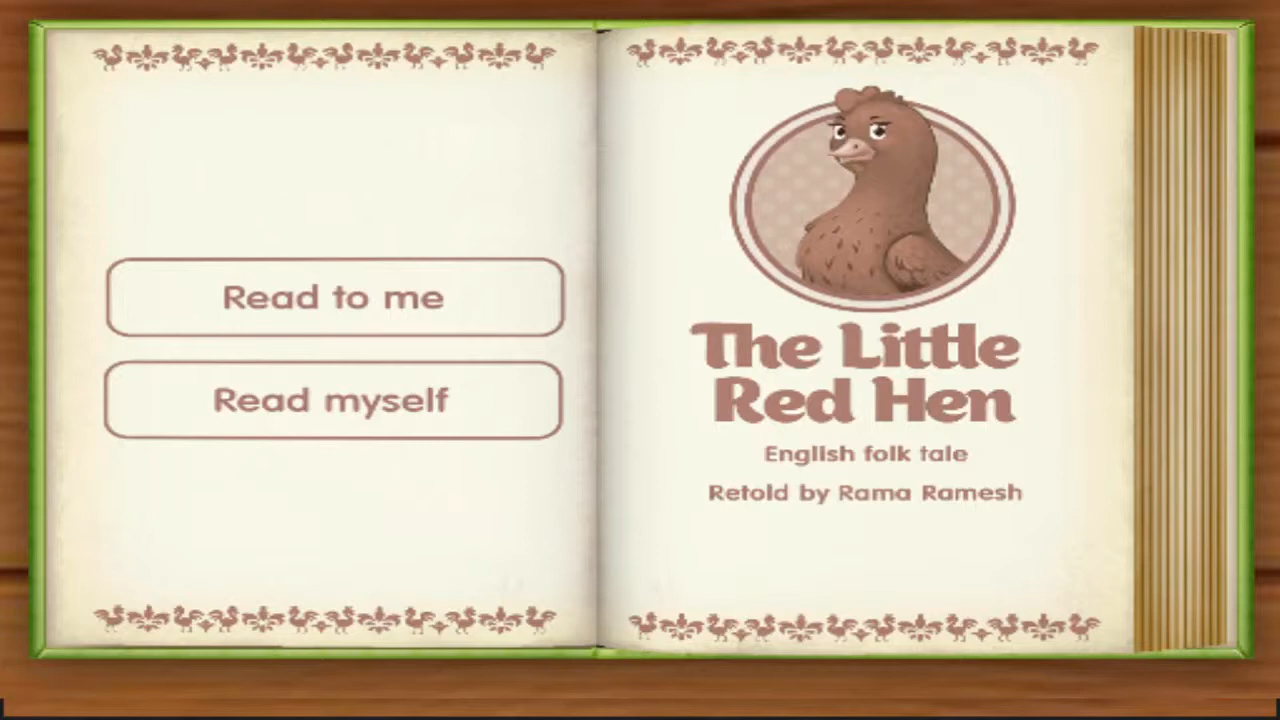 Read to me
Read myself
The Little
Red Hen
English folk tale
Retold by Rama Ramesh